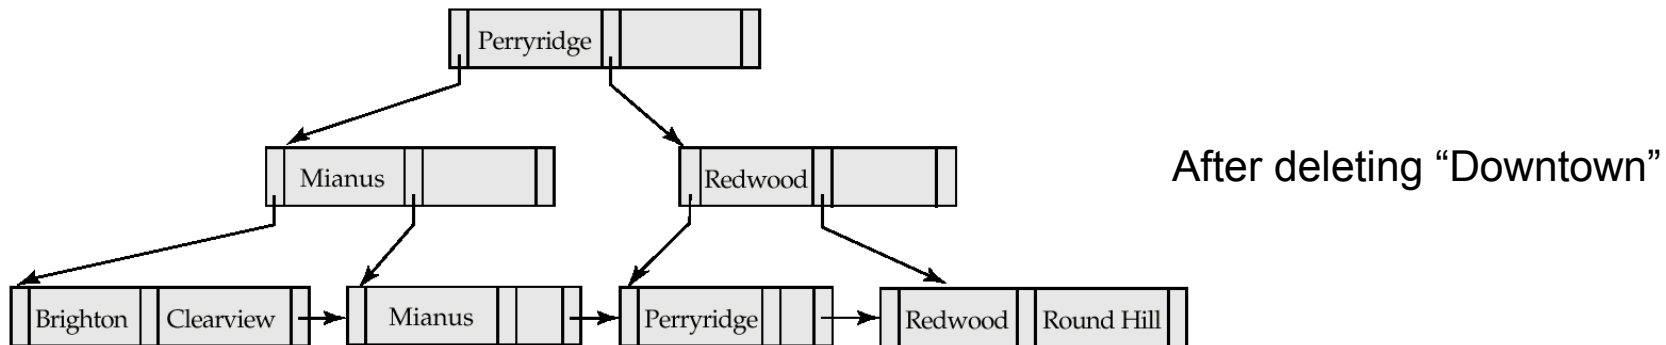 Perryridge
Mianus Redwood
After deleting “Downtown”
Brighton Clearview Mianus Perryridge Redwood Round Hill